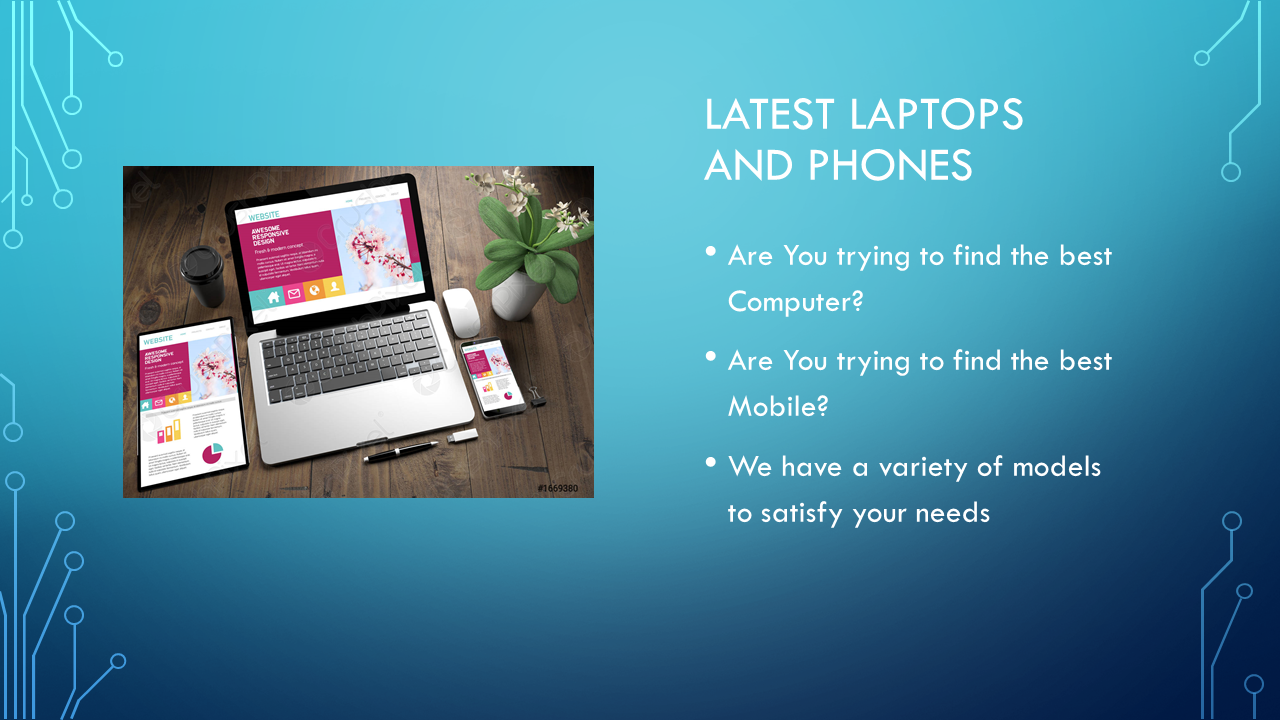 LATEST LAPTOPS
AND PHONES
• Are You trying to find the best
Computer?
• Are You trying to find the best
Mobile?
• We have a variety of models
to satisfy your needs
WEBSITE
AWESOME
RESPONSIVE
DESIGN
Fresh & modern concept
WEBSITE
AWESOME
RESPONSIVE
DESIGN
#1669380